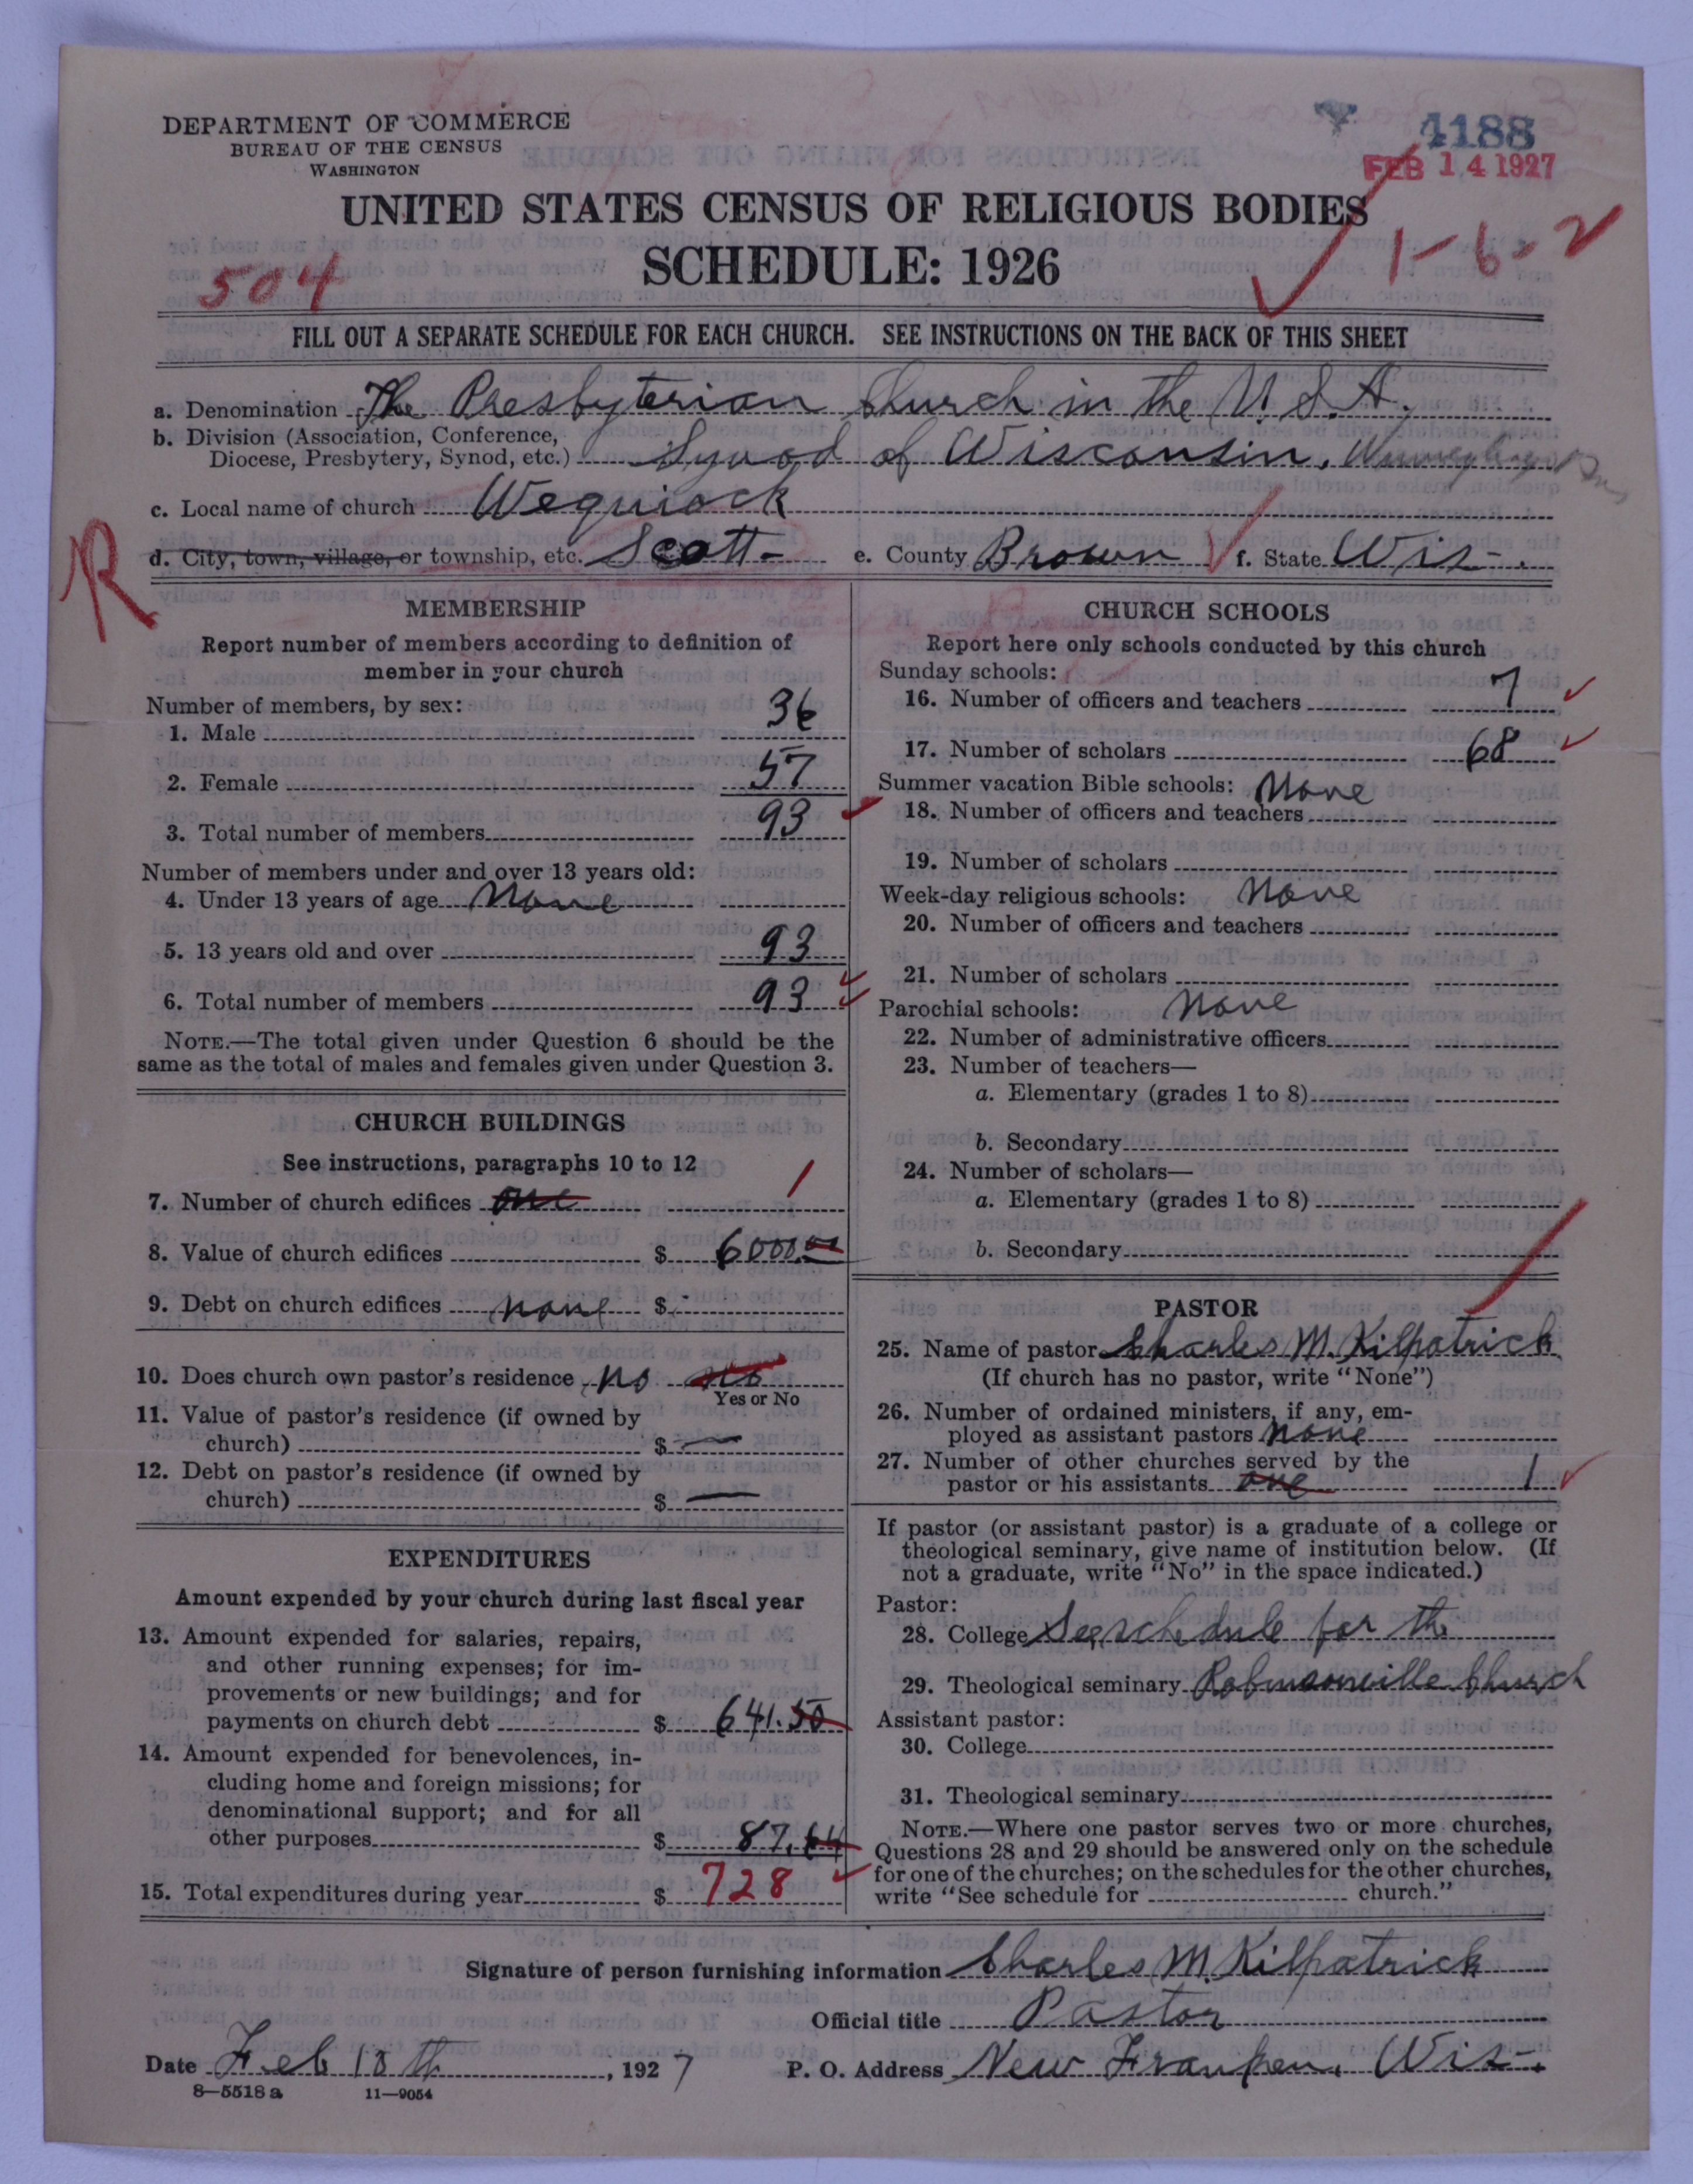 DEPARTMENT OF COMMERCE
BUREAU OF THE CENSUS
WASHINGTON
4188
FEB 14 1927
UNITED STATES CENSUS OF RELIGIOUS BODIES
SCHEDULE: 1926
504
1-6-2
FILL OUT A SEPARATE SCHEDULE FOR EACH CHURCH. SEE INSTRUCTIONS ON THE BACK OF THIS SHEET
a. Denomination The Presbyterian Church in the U.S.A.
b. Division (Association, Conference,
Diocese, Presbytery, Synod, etc.) Synod of Wisconsin,
c. Local name of church Wequiock
R
d. City, town, village, or township, etc. Scott- e. County Brown f. State Wis-.
MEMBERSHIP
Report number of members according to definition of
member in your church
Number of members, by sex:
1. Male 36
2. Female 57
3. Total number of members 93
Number of members under and over 13 years old:
4. Under 13 years of age None
5. 13 years old and over 93
6. Total number of members 93
NOTE.—The total given under Question 6 should be the
same as the total of males and females given under Question 3.
CHURCH BUILDINGS
See instructions, paragraphs 10 to 12
7. Number of church edifices one 1
8. Value of church edifices $ 6000.00
9. Debt on church edifices none $
10. Does church own pastor's residence No no
Yes or No
11. Value of pastor's residence (if owned by
church) $ —
12. Debt on pastor's residence (if owned by
church) $ —
EXPENDITURES
Amount expended by your church during last fiscal year
13. Amount expended for salaries, repairs,
and other running expenses; for im-
provements or new buildings; and for
payments on church debt $ 641.50
14. Amount expended for benevolences, in-
cluding home and foreign missions; for
denominational support; and for all
other purposes $ 87.64
15. Total expenditures during year $ 728
CHURCH SCHOOLS
Report here only schools conducted by this church
Sunday schools:
16. Number of officers and teachers 7
17. Number of scholars 68
Summer vacation Bible schools: None
18. Number of officers and teachers
19. Number of scholars
Week-day religious schools: None
20. Number of officers and teachers
21. Number of scholars
Parochial schools: None
22. Number of administrative officers
23. Number of teachers—
a. Elementary (grades 1 to 8)
b. Secondary
24. Number of scholars—
a. Elementary (grades 1 to 8)
b. Secondary
PASTOR
25. Name of pastor Charles M. Kilpatrick
(If church has no pastor, write "None")
26. Number of ordained ministers, if any, em-
ployed as assistant pastors None
27. Number of other churches served by the
pastor or his assistants one 1
If pastor (or assistant pastor) is a graduate of a college or
theological seminary, give name of institution below. (If
not a graduate, write "No" in the space indicated.)
Pastor:
28. College See schedule for the
29. Theological seminary Robinsonville Church
Assistant pastor:
30. College
31. Theological seminary
NOTE.—Where one pastor serves two or more churches,
Questions 28 and 29 should be answered only on the schedule
for one of the churches; on the schedules for the other churches,
write "See schedule for church."
Signature of person furnishing information Charles M. Kilpatrick
Official title Pastor
Date Feb 10th, 1927 P. O. Address New Franken, Wis-.
8—5518a 11—9054